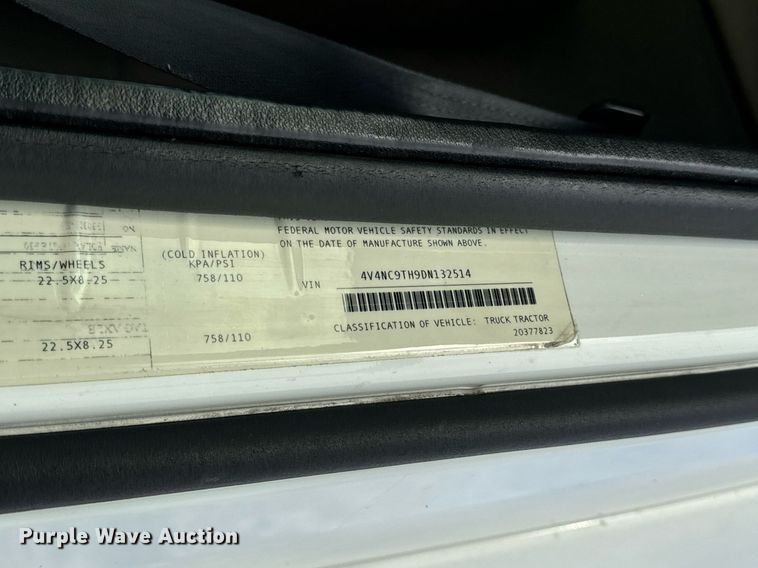 FEDERAL MOTOR VEHICLE SAFETY STANDARDS IN EFFECT
ON THE DATE OF MANUFACTURE SHOWN ABOVE.
(COLD INFLATION)
RIMS/WHEELS KPA/PSI
22.5X8.25 758/110 VIN 4V4NC9TH9DN132514
CLASSIFICATION OF VEHICLE: TRUCK TRACTOR
22.5X8.25 758/110 20377823
Purple Wave Auction